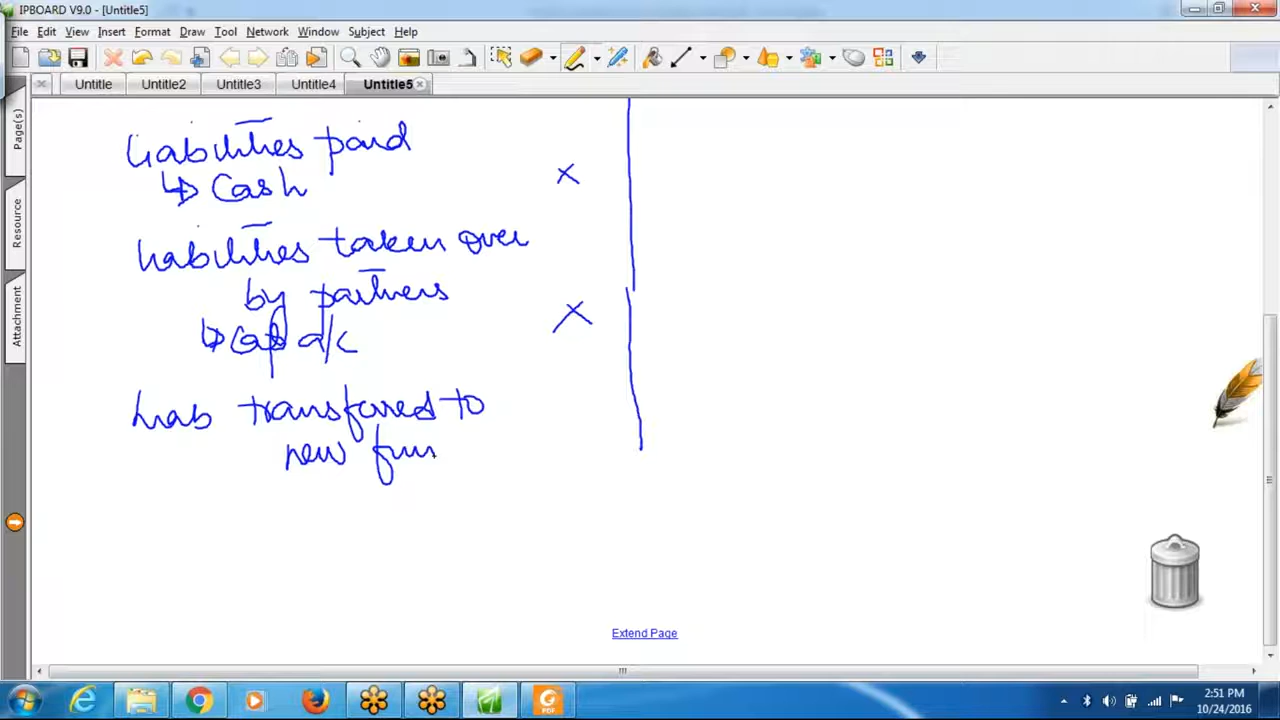 IPBOARD V9.0 - [Untitle5]
File Edit View Insert Format Draw Tool Network Window Subject Help
Untitle Untitle2 Untitle3 Untitle4 Untitle5
Page(s)
Resource
Attachment
Liabilities paid
↳ Cash x
Liabilities taken over
by partners
↳ Cap a/c x
Liab transferred to
new firm
Extend Page
PDF
2:51 PM
10/24/2016